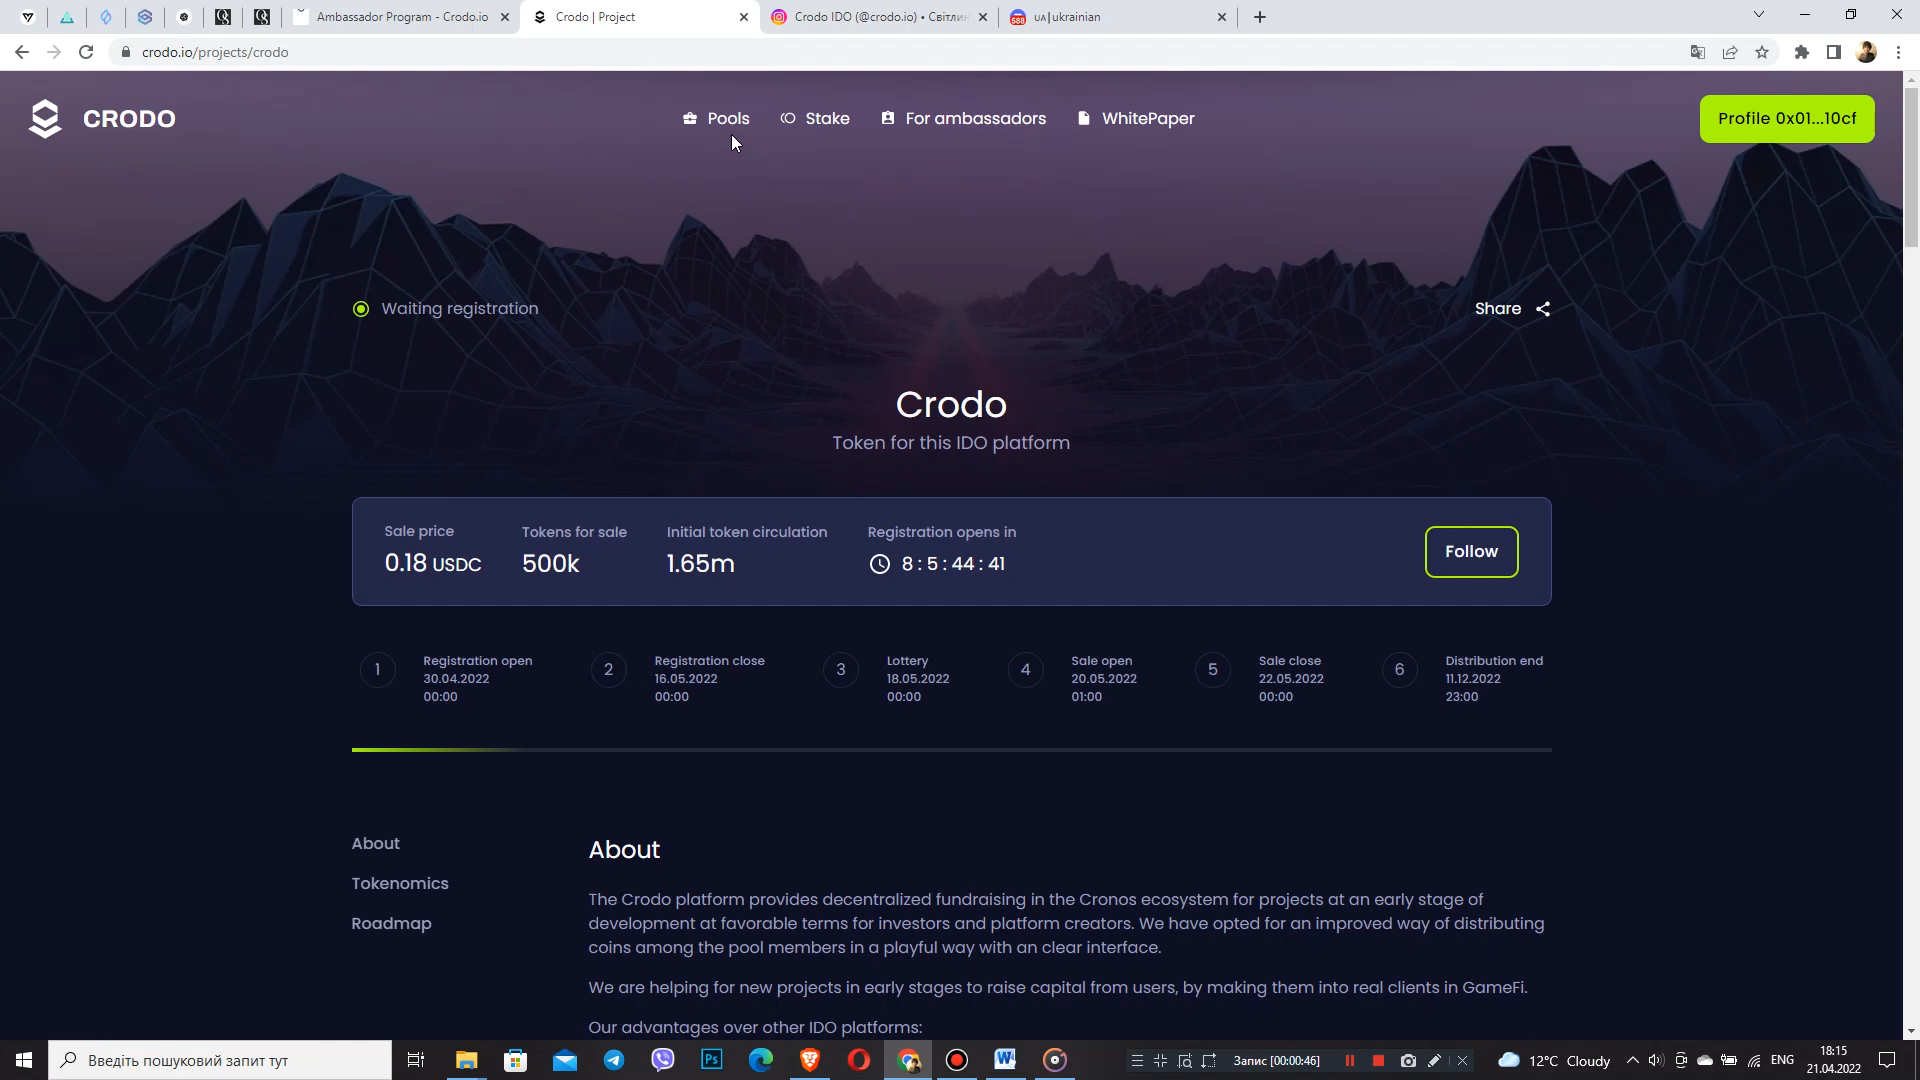 Ambassador Program - Crodo.io
Crodo | Project
Crodo IDO (@crodo.io) • Світлин
588
UA|ukrainian
crodo.io/projects/crodo
CRODO
Pools
Stake
For ambassadors
WhitePaper
Profile 0x01...10cf
Waiting registration
Share
Crodo
Token for this IDO platform
Sale price
0.18 USDC
Tokens for sale
500k
Initial token circulation
1.65m
Registration opens in
8 : 5 : 44 : 41
Follow
1
Registration open
30.04.2022
00:00
2
Registration close
16.05.2022
00:00
3
Lottery
18.05.2022
00:00
4
Sale open
20.05.2022
01:00
5
Sale close
22.05.2022
00:00
6
Distribution end
11.12.2022
23:00
About
Tokenomics
Roadmap
About
The Crodo platform provides decentralized fundraising in the Cronos ecosystem for projects at an early stage of
development at favorable terms for investors and platform creators. We have opted for an improved way of distributing
coins among the pool members in a playful way with an clear interface.
We are helping for new projects in early stages to raise capital from users, by making them into real clients in GameFi.
Our advantages over other IDO platforms:
Введіть пошуковий запит тут
Ps
W
Запис [00:00:46]
12°C Cloudy
ENG
18:15
21.04.2022